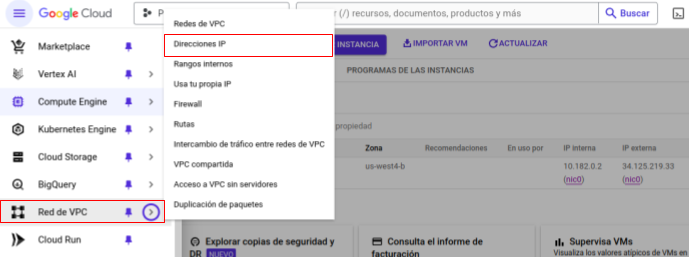 Google Cloud
P
(/) recursos, documentos, productos y más
Buscar
Marketplace
Vertex AI
Compute Engine
Kubernetes Engine
Cloud Storage
BigQuery
Red de VPC
Cloud Run
Redes de VPC
Direcciones IP
Rangos internos
Usa tu propia IP
Firewall
Rutas
Intercambio de tráfico entre redes de VPC
VPC compartida
Acceso a VPC sin servidores
Duplicación de paquetes
INSTANCIA
IMPORTAR VM
ACTUALIZAR
PROGRAMAS DE LAS INSTANCIAS
propiedad
Zona Recomendaciones En uso por IP interna IP externa
us-west4-b 10.182.0.2 34.125.219.33
(nic0) (nic0)
Explorar copias de seguridad y
DR NUEVO
Consulta el informe de
facturación
Supervisa VMs
Visualiza los valores atípicos de VMs en